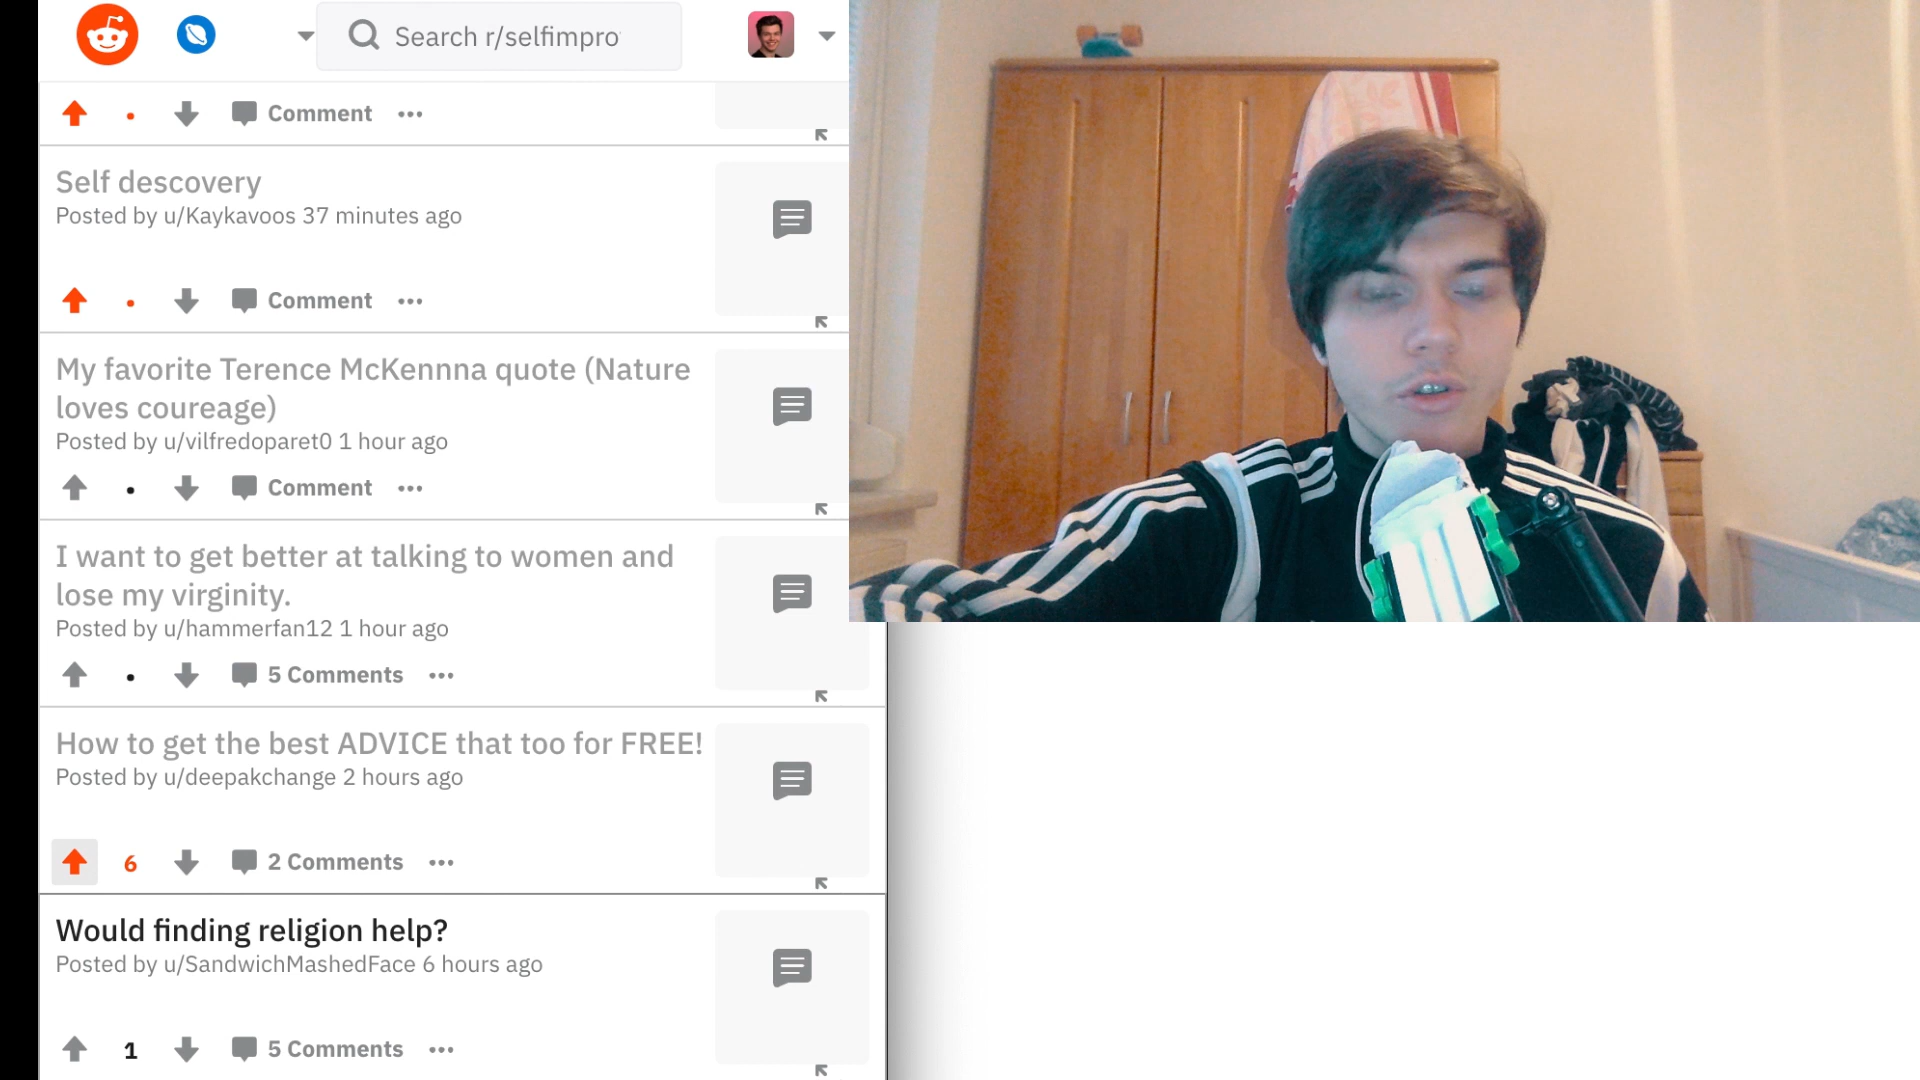 Search r/selfimpro
Comment
Self descovery
Posted by u/Kaykavoos 37 minutes ago
Comment
My favorite Terence McKennna quote (Nature
loves coureage)
Posted by u/vilfredoparet0 1 hour ago
Comment
I want to get better at talking to women and
lose my virginity.
Posted by u/hammerfan12 1 hour ago
5 Comments
How to get the best ADVICE that too for FREE!
Posted by u/deepakchange 2 hours ago
6 2 Comments
Would finding religion help?
Posted by u/SandwichMashedFace 6 hours ago
1 5 Comments